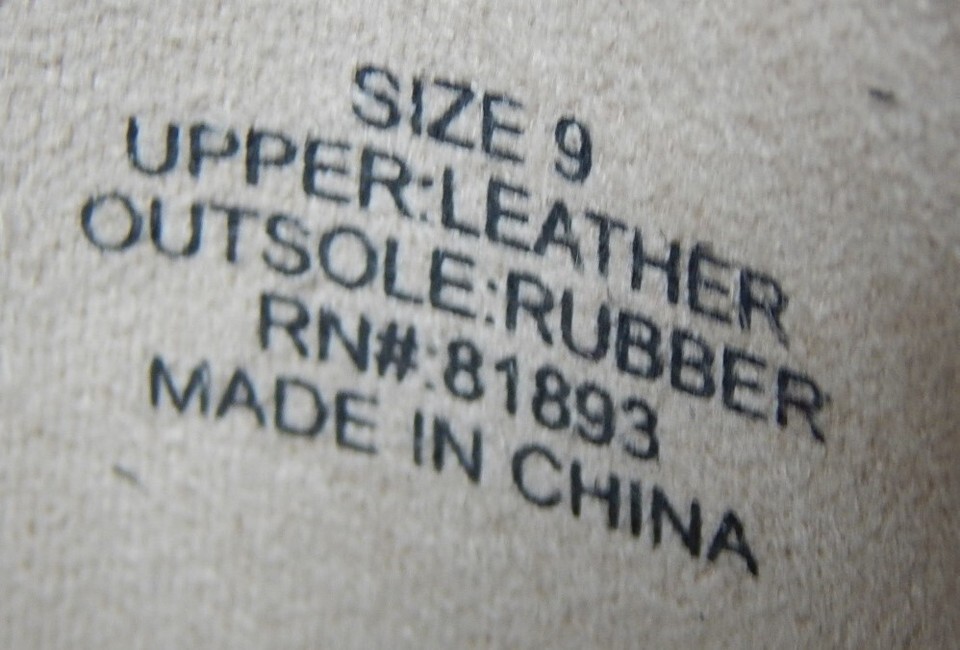 SIZE 9
UPPER:LEATHER
OUTSOLE:RUBBER
RN#:81893
MADE IN CHINA